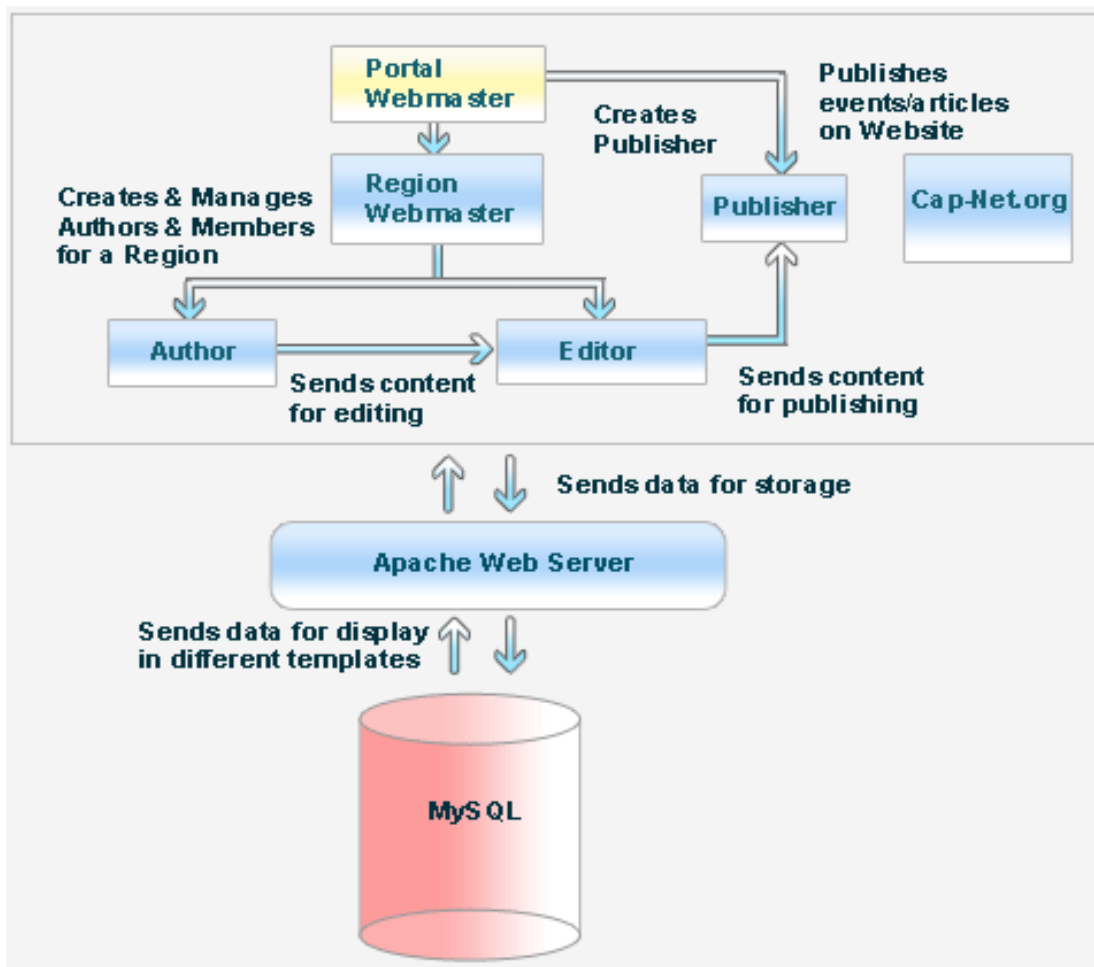 Portal
Webmaster
Publishes
events/articles
on Website
Creates
Publisher
Region
Webmaster
Creates & Manages
Authors & Members
for a Region
Publisher
Cap-Net.org
Author
Editor
Sends content
for editing
Sends content
for publishing
Sends data for storage
Apache Web Server
Sends data for display
in different templates
MySQL